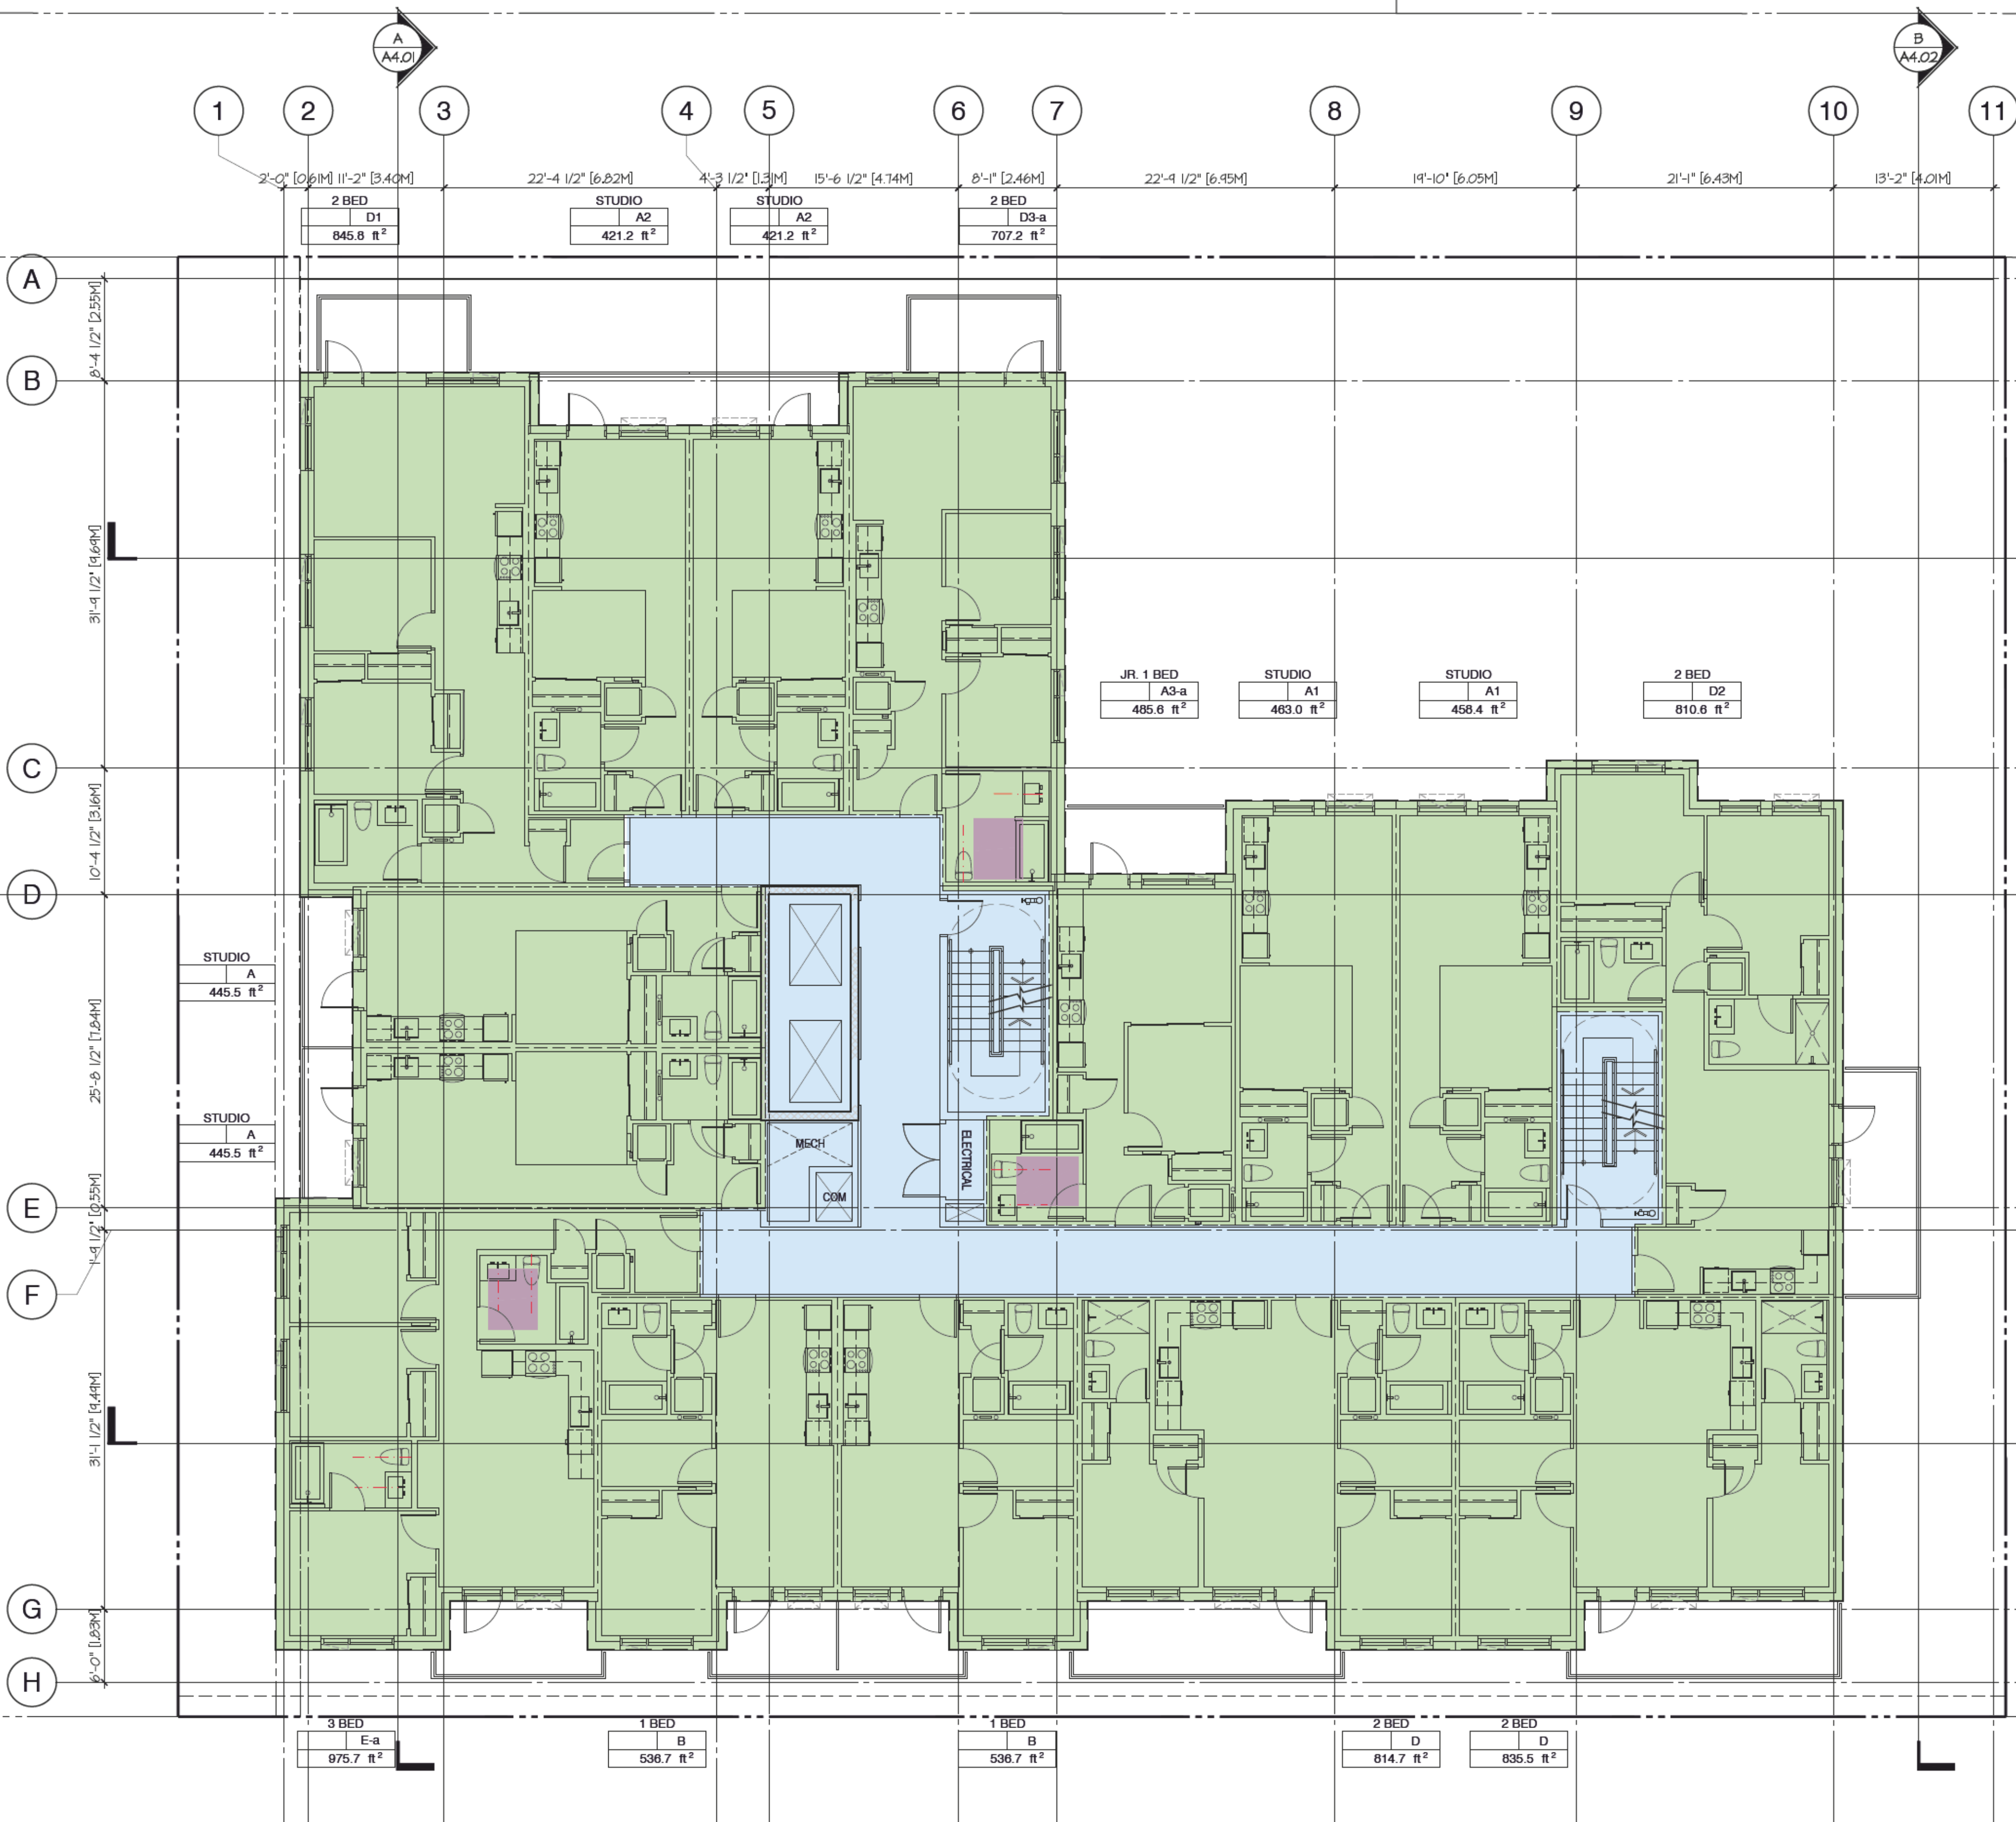 A
A4.01
B
A4.02
1 2 3 4 5 6 7 8 9 10 11
2'-0" [0.61M] 11'-2" [3.40M] 22'-4 1/2" [6.82M] 4'-3 1/2" [1.31M] 15'-6 1/2" [4.74M] 8'-1" [2.46M] 22'-9 1/2" [6.95M] 19'-10" [6.05M] 21'-1" [6.43M] 13'-2" [4.01M]
2 BED
D1
845.8 ft²
STUDIO
A2
421.2 ft²
STUDIO
A2
421.2 ft²
2 BED
D3-a
707.2 ft²
A
8'-4 1/2" [2.55M]
B
31'-9 1/2" [9.69M]
JR. 1 BED
A3-a
485.6 ft²
STUDIO
A1
463.0 ft²
STUDIO
A1
458.4 ft²
2 BED
D2
810.6 ft²
C
10'-4 1/2" [3.16M]
D
STUDIO
A
445.5 ft²
25'-8 1/2" [7.84M]
STUDIO
A
445.5 ft²
MECH
ELECTRICAL
COM
E
1'-9 1/2" [0.55M]
F
31'-1 1/2" [9.49M]
G
6'-0" [1.83M]
H
3 BED
E-a
975.7 ft²
1 BED
B
536.7 ft²
1 BED
B
536.7 ft²
2 BED
D
814.7 ft²
2 BED
D
835.5 ft²